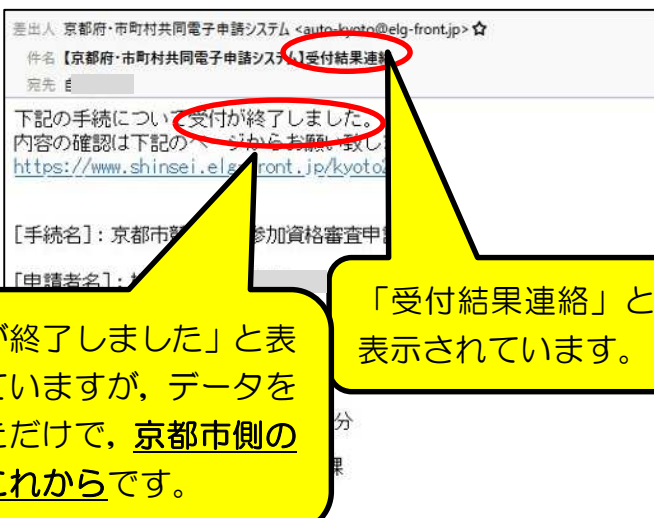 差出人 京都府・市町村共同電子申請システム <auto-kyoto@elg-front.jp>
件名 【京都府・市町村共同電子申請システム】受付結果連絡
宛先
下記の手続について受付が終了しました。
内容の確認は下記のページからお願い致し
https://www.shinsei.elg-front.jp/kyoto
[手続名]：京都市 参加資格審査申
[申請者名]：
「受付結果連絡」と
表示されています。
が終了しました」と表
ていますが，データを
ただけで，京都市側の
これからです。
分
課